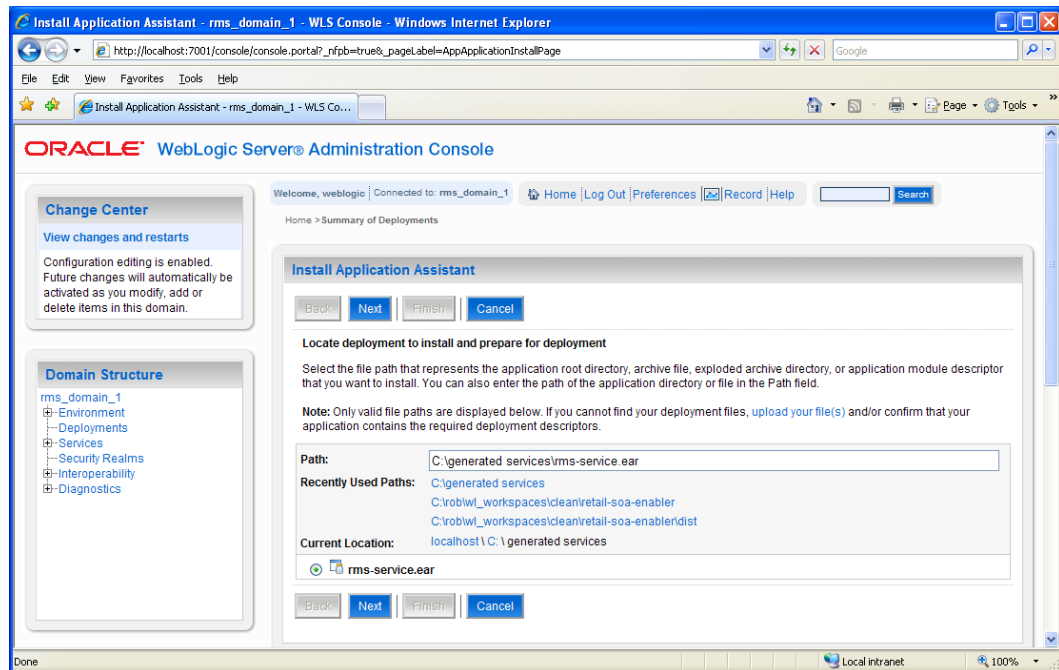 Install Application Assistant - rms_domain_1 - WLS Console - Windows Internet Explorer
http://localhost:7001/console/console.portal?_nfpb=true&_pageLabel=AppApplicationInstallPage
Google
File Edit View Favorites Tools Help
Install Application Assistant - rms_domain_1 - WLS Co...
Page Tools »
ORACLE® WebLogic Server® Administration Console
Change Center
View changes and restarts
Configuration editing is enabled.
Future changes will automatically be
activated as you modify, add or
delete items in this domain.
Domain Structure
rms_domain_1
Environment
Deployments
Services
Security Realms
Interoperability
Diagnostics
Welcome, weblogic Connected to: rms_domain_1 Home Log Out Preferences Record Help Search
Home >Summary of Deployments
Install Application Assistant
Back Next Finish Cancel
Locate deployment to install and prepare for deployment
Select the file path that represents the application root directory, archive file, exploded archive directory, or application module descriptor
that you want to install. You can also enter the path of the application directory or file in the Path field.
Note: Only valid file paths are displayed below. If you cannot find your deployment files, upload your file(s) and/or confirm that your
application contains the required deployment descriptors.
Path: C:\generated services\rms-service.ear
Recently Used Paths: C:\generated services
C:\rob\wl_workspaces\clean\retail-soa-enabler
C:\rob\wl_workspaces\clean\retail-soa-enabler\dist
Current Location: localhost \ C: \ generated services
rms-service.ear
Back Next Finish Cancel
Done Local intranet 100%